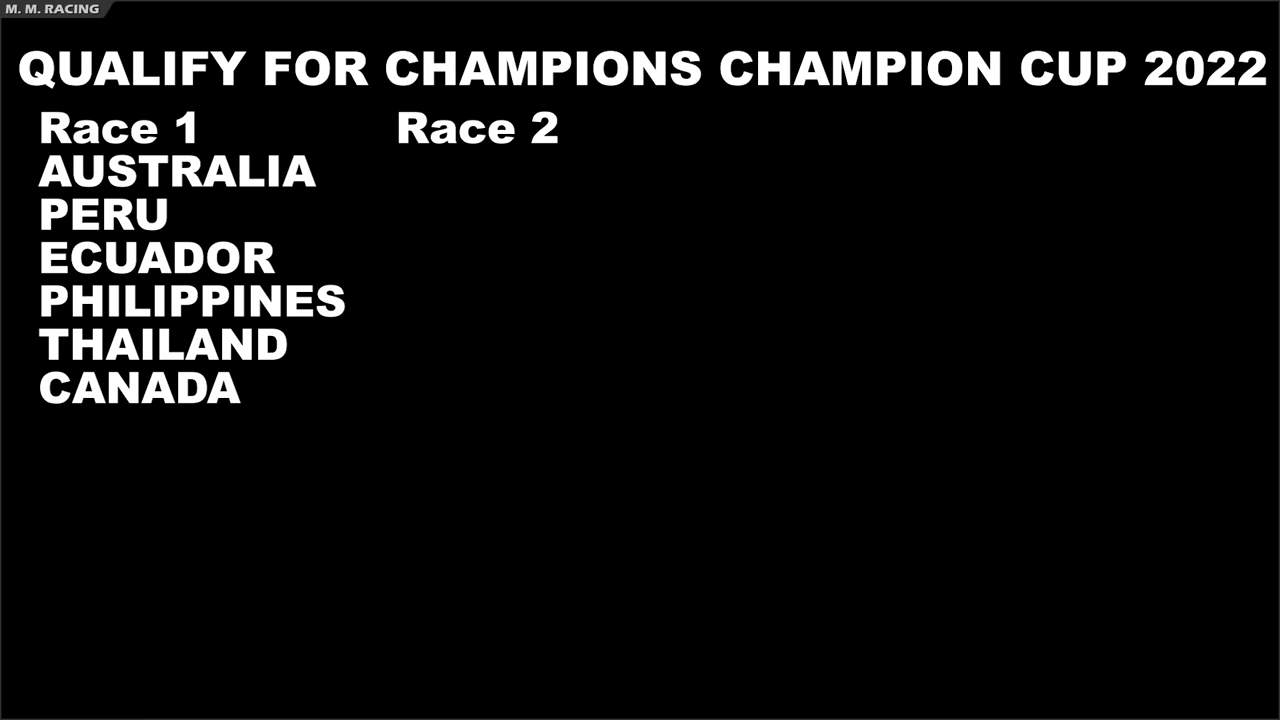 M. M. RACING
QUALIFY FOR CHAMPIONS CHAMPION CUP 2022
Race 1 Race 2
AUSTRALIA
PERU
ECUADOR
PHILIPPINES
THAILAND
CANADA